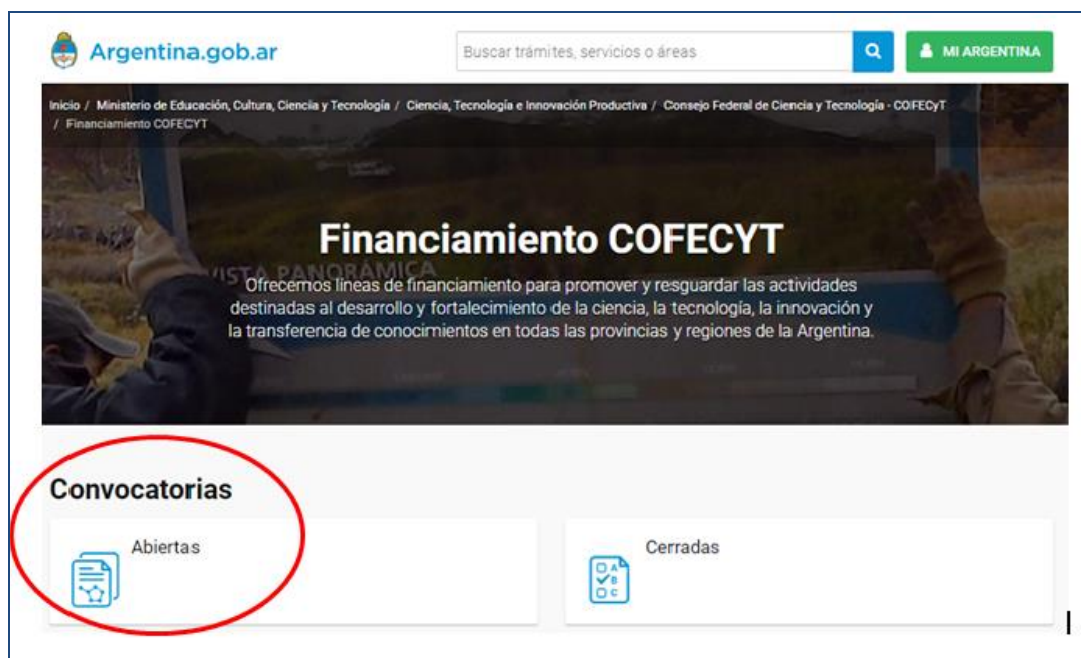 Argentina.gob.ar
Buscar trámites, servicios o áreas
MI ARGENTINA
Inicio / Ministerio de Educación, Cultura, Ciencia y Tecnología / Ciencia, Tecnología e Innovación Productiva / Consejo Federal de Ciencia y Tecnología - COFECyT
/ Financiamiento COFECYT
Financiamiento COFECYT
VISTA PANORÁMICA
Ofrecemos líneas de financiamiento para promover y resguardar las actividades
destinadas al desarrollo y fortalecimiento de la ciencia, la tecnología, la innovación y
la transferencia de conocimientos en todas las provincias y regiones de la Argentina.
Convocatorias
Abiertas
Cerradas
A
B
C